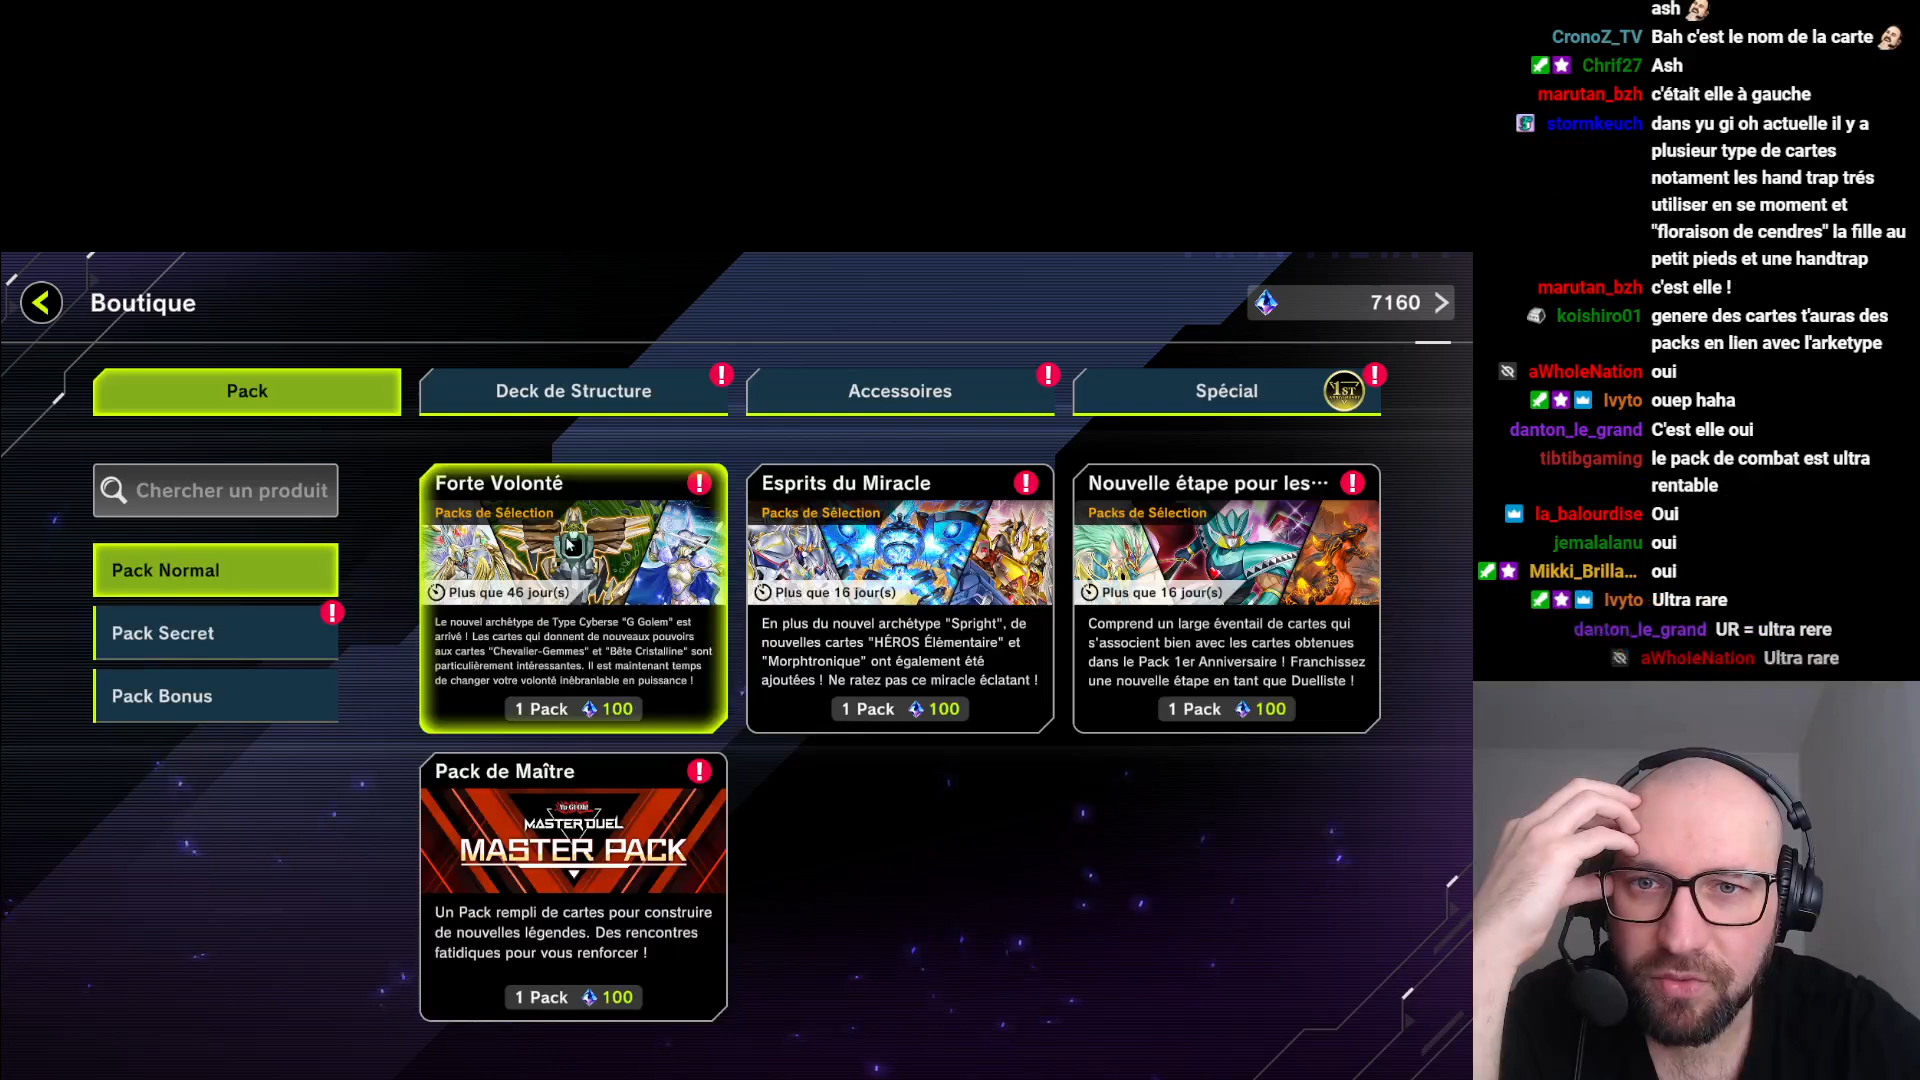 Boutique
7160
Pack
Deck de Structure
Accessoires
Spécial
1ST
Chercher un produit
Pack Normal
Pack Secret
Pack Bonus
Forte Volonté
Packs de Sélection
Plus que 46 jour(s)
Le nouvel archétype de Type Cyberse "G Golem" est
arrivé ! Les cartes qui donnent de nouveaux pouvoirs
aux cartes "Chevalier-Gemmes" et "Bête Cristalline" sont
particulièrement intéressantes. Il est maintenant temps
de changer votre volonté inébranlable en puissance !
1 Pack 100
Esprits du Miracle
Packs de Sélection
Plus que 16 jour(s)
En plus du nouvel archétype "Spright", de
nouvelles cartes "HÉROS Élémentaire" et
"Morphtronique" ont également été
ajoutées ! Ne ratez pas ce miracle éclatant !
1 Pack 100
Nouvelle étape pour les···
Packs de Sélection
Plus que 16 jour(s)
Comprend un large éventail de cartes qui
s'associent bien avec les cartes obtenues
dans le Pack 1er Anniversaire ! Franchissez
une nouvelle étape en tant que Duelliste !
1 Pack 100
Pack de Maître
Yu-Gi-Oh!
MASTER DUEL
MASTER PACK
Un Pack rempli de cartes pour construire
de nouvelles légendes. Des rencontres
fatidiques pour vous renforcer !
1 Pack 100
ash
CronoZ_TV Bah c'est le nom de la carte
Chrif27 Ash
marutan_bzh c'était elle à gauche
stormkeuch dans yu gi oh actuelle il y a
plusieur type de cartes
notament les hand trap trés
utiliser en se moment et
"floraison de cendres" la fille au
petit pieds et une handtrap
marutan_bzh c'est elle !
koishiro01 genere des cartes t'auras des
packs en lien avec l'arketype
aWholeNation oui
Ivyto ouep haha
danton_le_grand C'est elle oui
tibtibgaming le pack de combat est ultra
rentable
la_balourdise Oui
jemalalanu oui
Mikki_Brilla... oui
Ivyto Ultra rare
danton_le_grand UR = ultra rere
aWholeNation Ultra rare